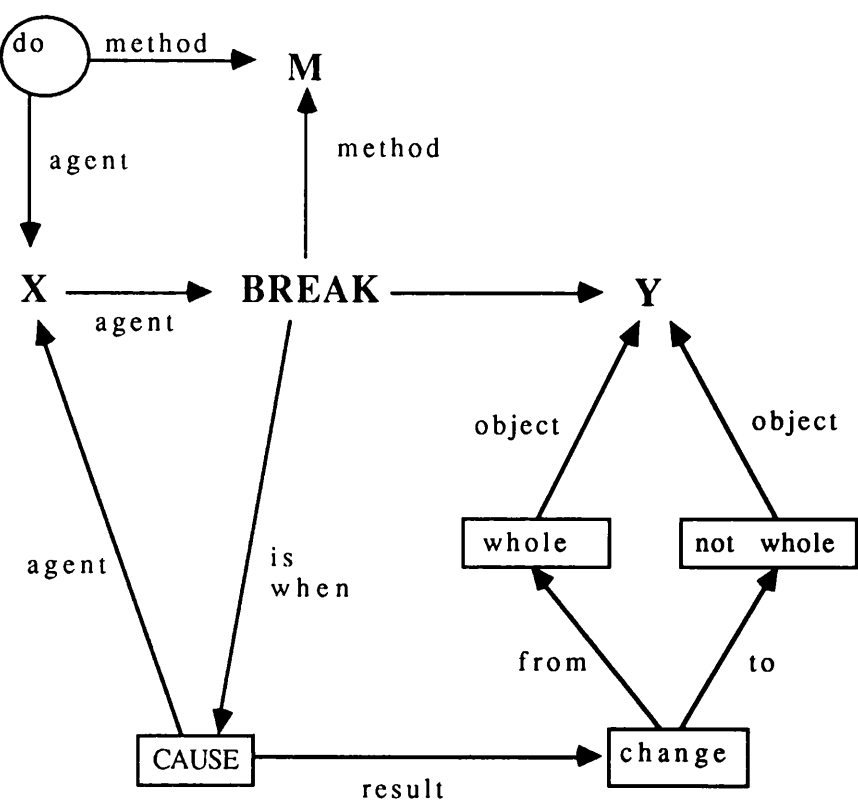 do
method
M
method
agent
X
BREAK
Y
agent
object
object
whole
not whole
agent
is
when
from
to
CAUSE
change
result